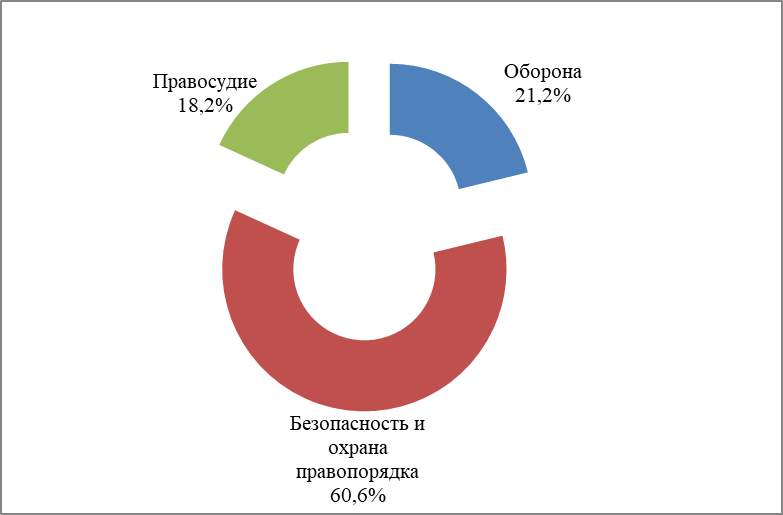 Правосудие
18,2%
Оборона
21,2%
Безопасность и
охрана
правопорядка
60,6%